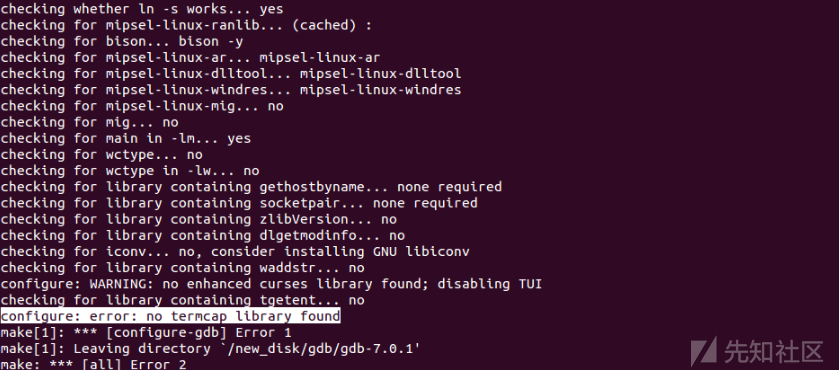 checking whether ln -s works... yes
checking for mipsel-linux-ranlib... (cached) :
checking for bison... bison -y
checking for mipsel-linux-ar... mipsel-linux-ar
checking for mipsel-linux-dlltool... mipsel-linux-dlltool
checking for mipsel-linux-windres... mipsel-linux-windres
checking for mipsel-linux-mig... no
checking for mig... no
checking for main in -lm... yes
checking for wctype... no
checking for wctype in -lw... no
checking for library containing gethostbyname... none required
checking for library containing socketpair... none required
checking for library containing zlibVersion... no
checking for library containing dlgetmodinfo... no
checking for iconv... no, consider installing GNU libiconv
checking for library containing waddstr... no
configure: WARNING: no enhanced curses library found; disabling TUI
checking for library containing tgetent... no
configure: error: no termcap library found
make[1]: *** [configure-gdb] Error 1
make[1]: Leaving directory `/new_disk/gdb/gdb-7.0.1'
make: *** [all] Error 2
先知社区